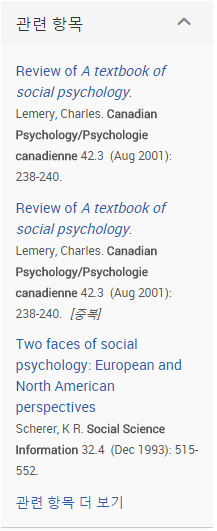 관련 항목
Review of A textbook of
social psychology.
Lemery, Charles. Canadian
Psychology/Psychologie
canadienne 42.3 (Aug 2001):
238-240.
Review of A textbook of
social psychology.
Lemery, Charles. Canadian
Psychology/Psychologie
canadienne 42.3 (Aug 2001):
238-240. [중복]
Two faces of social
psychology: European and
North American
perspectives
Scherer, K R. Social Science
Information 32.4 (Dec 1993): 515-
552.
관련 항목 더 보기